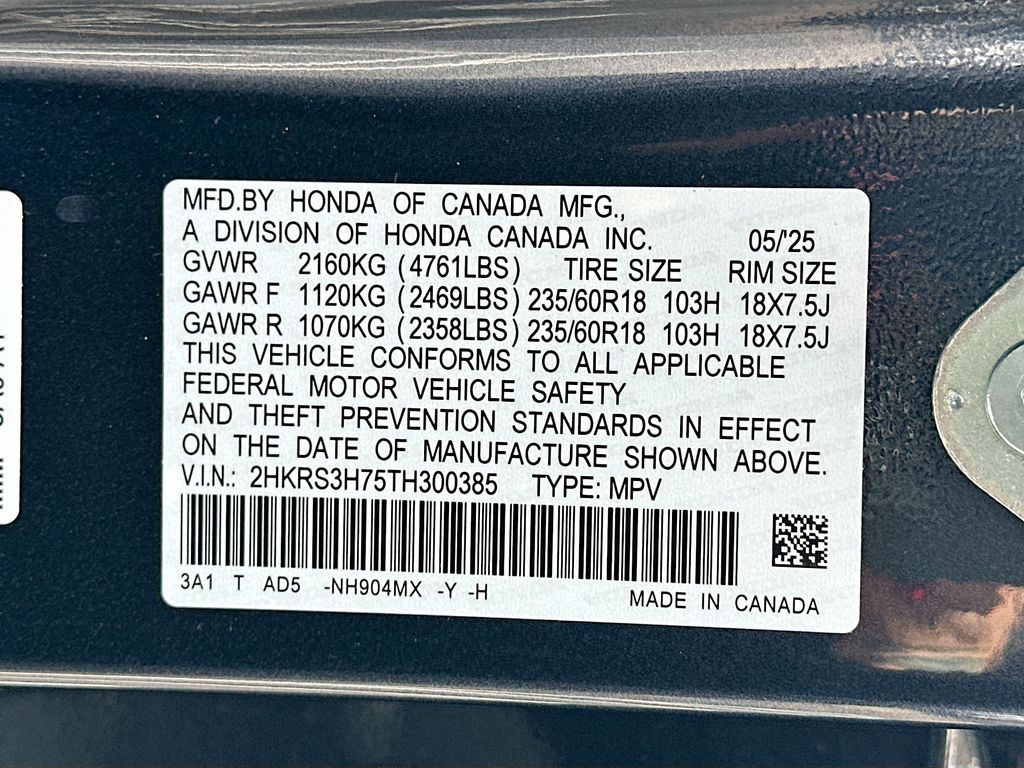 MFD.BY HONDA OF CANADA MFG.,
A DIVISION OF HONDA CANADA INC. 05/'25
GVWR 2160KG (4761LBS) TIRE SIZE RIM SIZE
GAWR F 1120KG (2469LBS) 235/60R18 103H 18X7.5J
GAWR R 1070KG (2358LBS) 235/60R18 103H 18X7.5J
THIS VEHICLE CONFORMS TO ALL APPLICABLE
FEDERAL MOTOR VEHICLE SAFETY
AND THEFT PREVENTION STANDARDS IN EFFECT
ON THE DATE OF MANUFACTURE SHOWN ABOVE.
V.I.N.: 2HKRS3H75TH300385 TYPE: MPV
3A1 T AD5 -NH904MX -Y -H
MADE IN CANADA